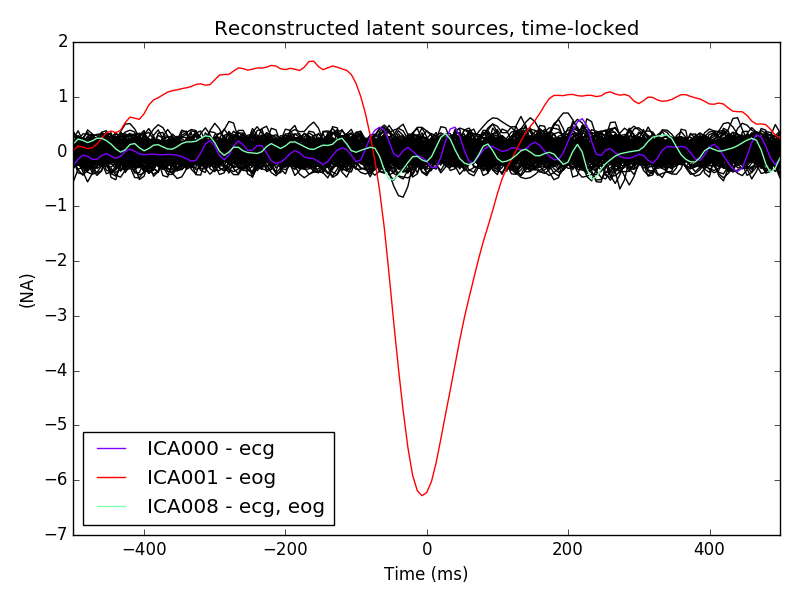 Reconstructed latent sources, time-locked
2
1
0
−1
−2
−3
−4
−5
−6
−7
(NA)
ICA000 - ecg
ICA001 - eog
ICA008 - ecg, eog
−400
−200
0
200
400
Time (ms)